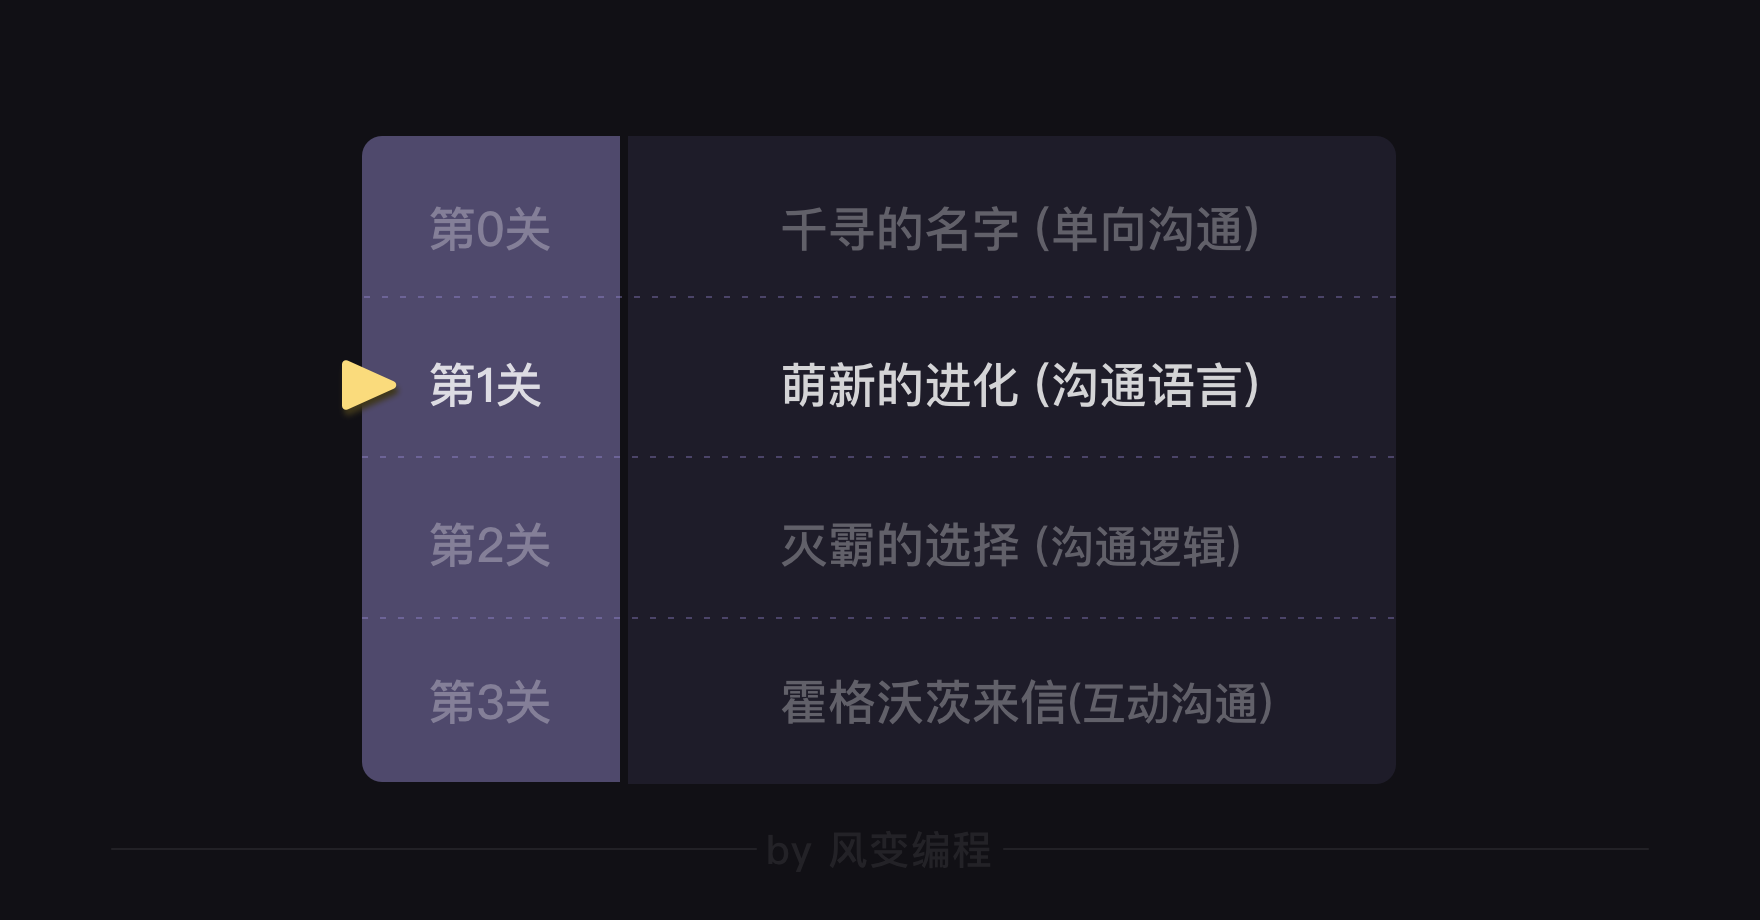 第0关 千寻的名字 (单向沟通)
第1关 萌新的进化 (沟通语言)
第2关 灭霸的选择 (沟通逻辑)
第3关 霍格沃茨来信(互动沟通)
by 风变编程